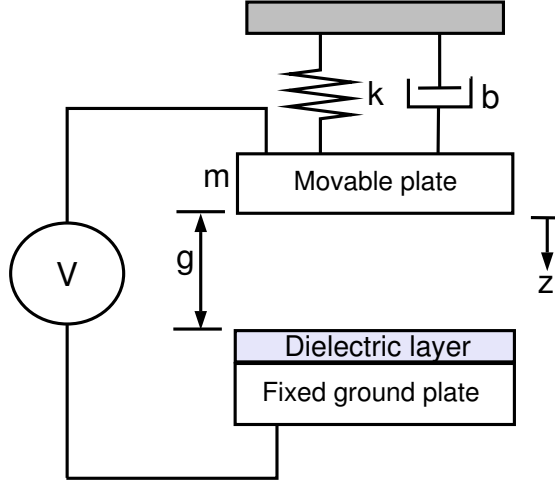 k
b
m
Movable plate
g
V
z
Dielectric layer
Fixed ground plate